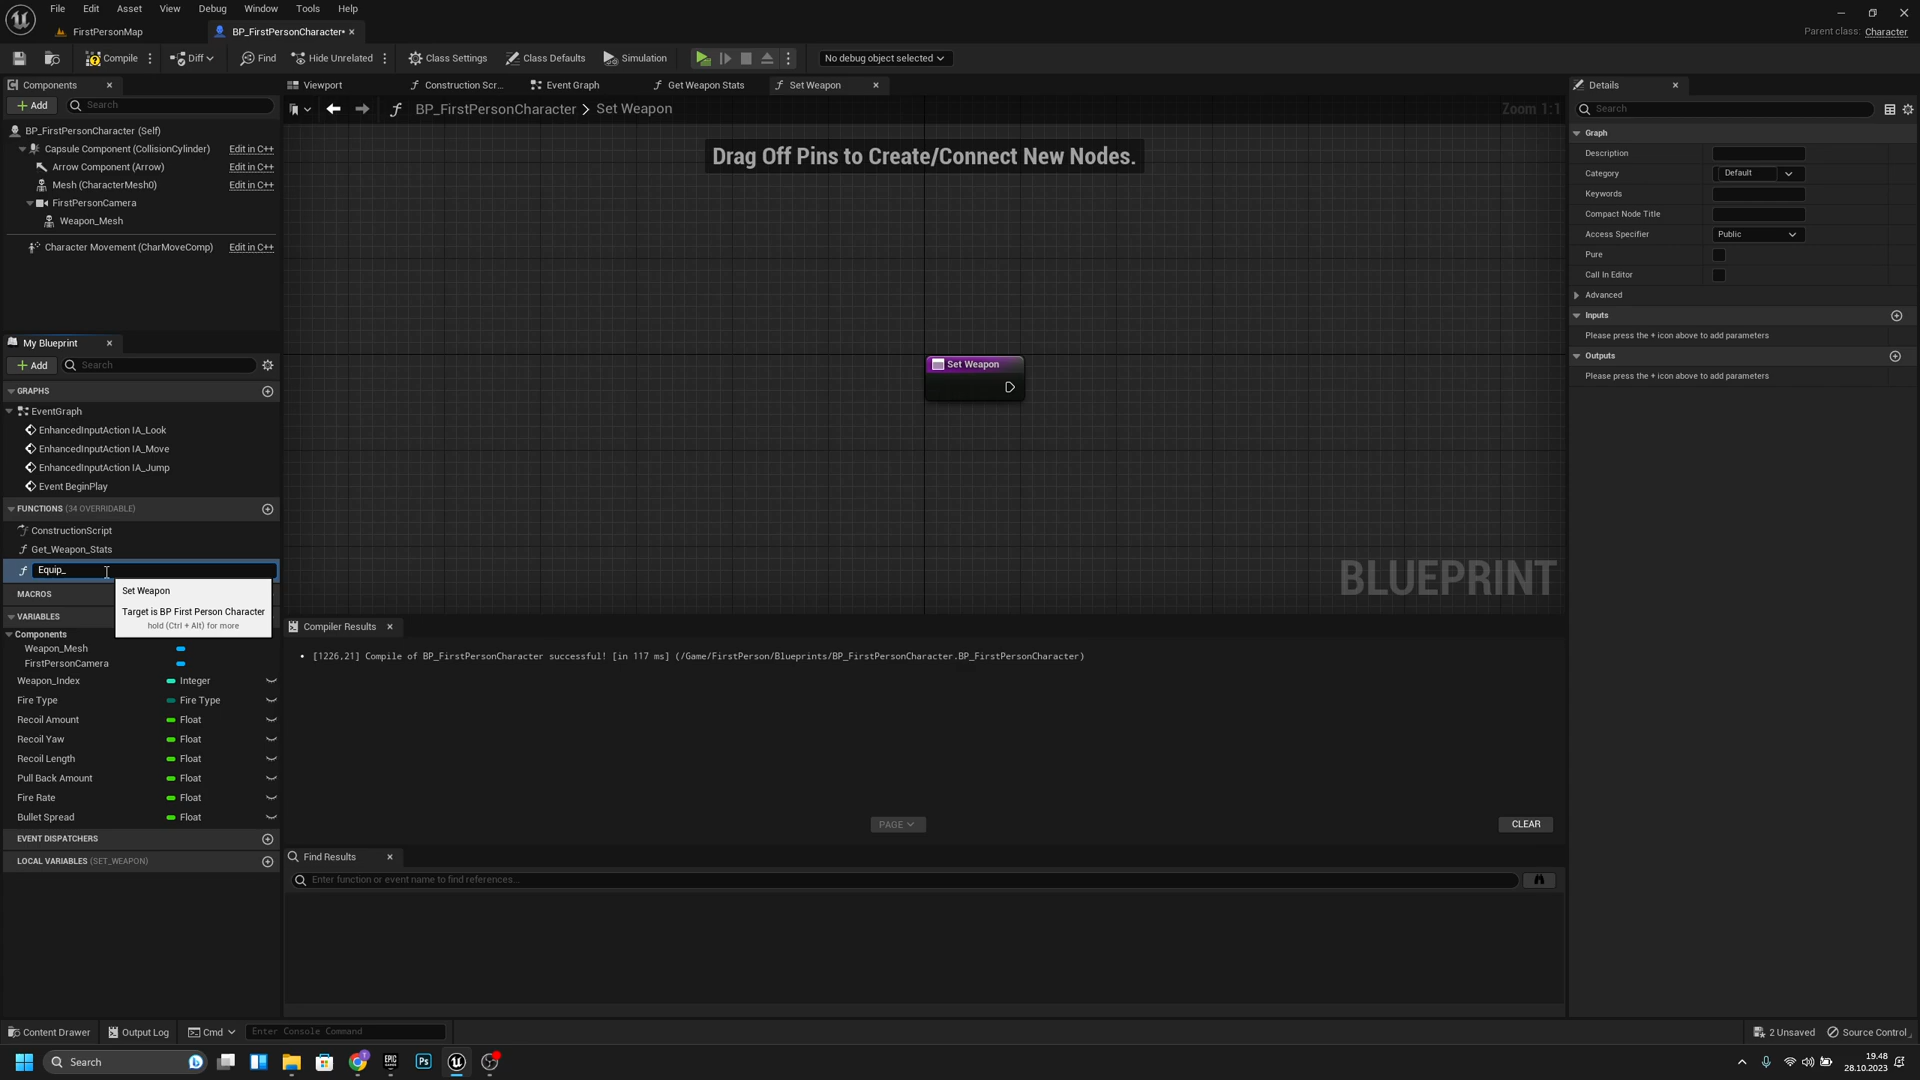 File Edit Asset View Debug Window Tools Help
FirstPersonMap
BP_FirstPersonCharacter•
Parent class: Character
Compile
Diff
Find
Hide Unrelated
Class Settings
Class Defaults
Simulation
No debug object selected
Components
Add
Search
BP_FirstPersonCharacter (Self)
Capsule Component (CollisionCylinder) Edit in C++
Arrow Component (Arrow) Edit in C++
Mesh (CharacterMesh0) Edit in C++
FirstPersonCamera
Weapon_Mesh
Character Movement (CharMoveComp) Edit in C++
My Blueprint
Add
Search
GRAPHS
EventGraph
EnhancedInputAction IA_Look
EnhancedInputAction IA_Move
EnhancedInputAction IA_Jump
Event BeginPlay
FUNCTIONS (34 OVERRIDABLE)
ConstructionScript
Get_Weapon_Stats
Equip_
Set Weapon
Target is BP First Person Character
hold (Ctrl + Alt) for more
MACROS
VARIABLES
Components
Weapon_Mesh
FirstPersonCamera
Weapon_Index Integer
Fire Type Fire Type
Recoil Amount Float
Recoil Yaw Float
Recoil Length Float
Pull Back Amount Float
Fire Rate Float
Bullet Spread Float
EVENT DISPATCHERS
LOCAL VARIABLES (SET_WEAPON)
Viewport
Construction Scr...
Event Graph
Get Weapon Stats
Set Weapon
BP_FirstPersonCharacter > Set Weapon
Zoom 1:1
Drag Off Pins to Create/Connect New Nodes.
Set Weapon
BLUEPRINT
Compiler Results
[1226,21] Compile of BP_FirstPersonCharacter successful! [in 117 ms] (/Game/FirstPerson/Blueprints/BP_FirstPersonCharacter.BP_FirstPersonCharacter)
PAGE
CLEAR
Find Results
Enter function or event name to find references...
Details
Search
Graph
Description
Category Default
Keywords
Compact Node Title
Access Specifier Public
Pure
Call In Editor
Advanced
Inputs
Please press the + icon above to add parameters
Outputs
Please press the + icon above to add parameters
Content Drawer
Output Log
Cmd
Enter Console Command
2 Unsaved
Source Control
Search
EPIC
Ps
19.48
28.10.2023